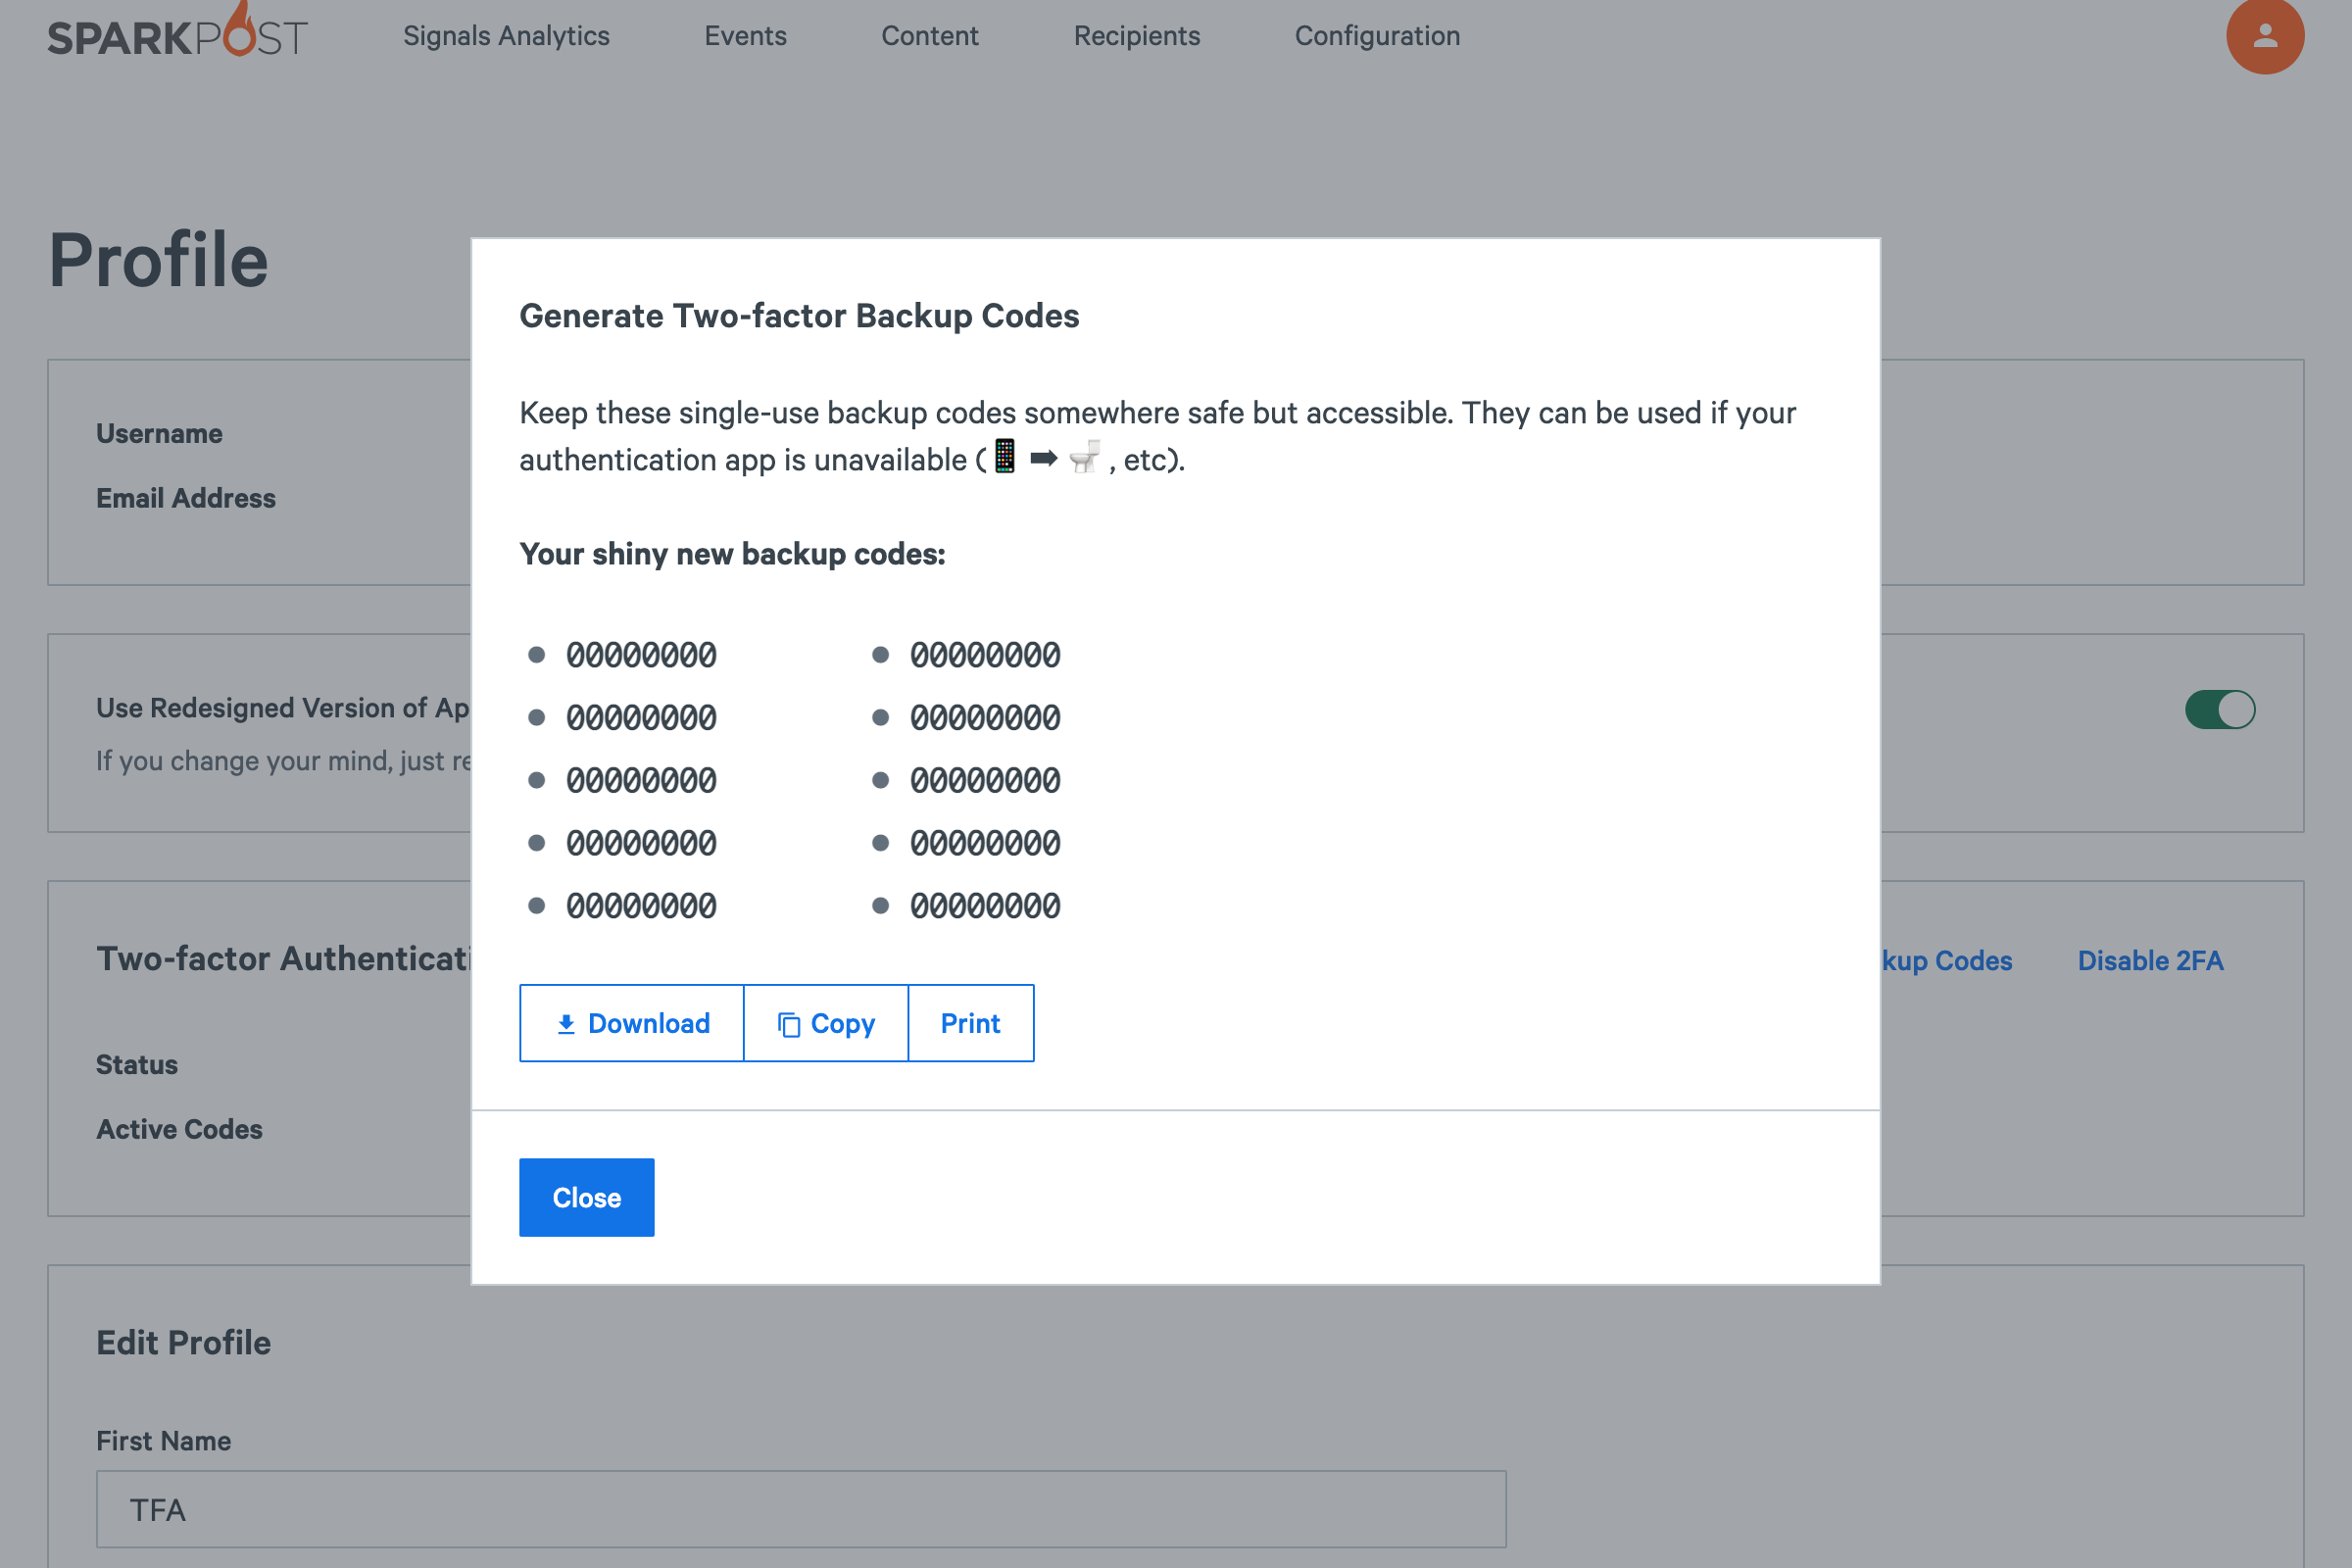 SPARKPOST Signals Analytics Events Content Recipients Configuration
Profile
Username
Email Address
Use Redesigned Version of Ap
If you change your mind, just re
Two-factor Authenticati
kup Codes Disable 2FA
Status
Active Codes
Edit Profile
First Name
TFA
Generate Two-factor Backup Codes
Keep these single-use backup codes somewhere safe but accessible. They can be used if your
authentication app is unavailable (📱 ➡ 🚽 , etc).
Your shiny new backup codes:
00000000 00000000
00000000 00000000
00000000 00000000
00000000 00000000
00000000 00000000
Download Copy Print
Close